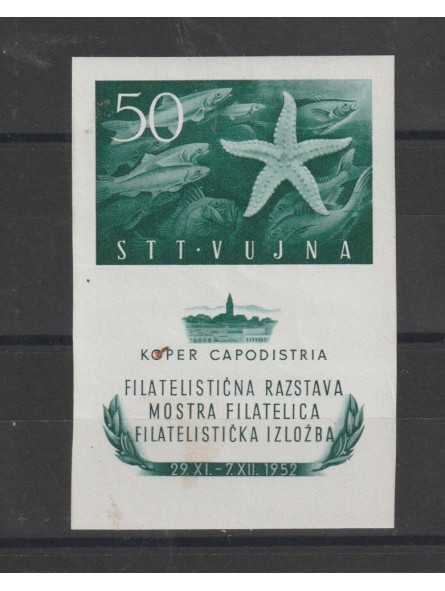 50
STT·VUJNA
KOPER CAPODISTRIA
FILATELISTIČNA RAZSTAVA
MOSTRA FILATELICA
FILATELISTIČKA IZLOŽBA
29.XI.-7.XII.1952